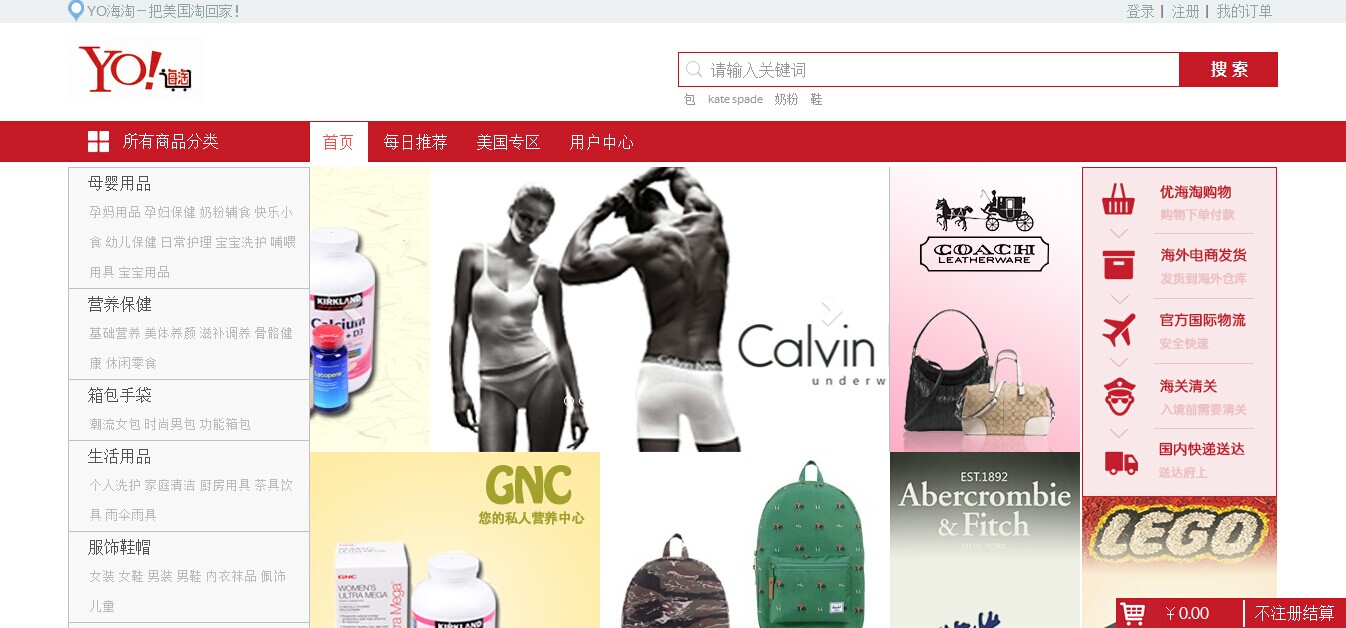 YO海淘－把美国淘回家！
登录 | 注册 | 我的订单
YO!海淘
请输入关键词
搜 索
包 kate spade 奶粉 鞋
所有商品分类
首页 每日推荐 美国专区 用户中心
母婴用品
孕妈用品 孕妇保健 奶粉辅食 快乐小
食 幼儿保健 日常护理 宝宝洗护 哺喂
用具 宝宝用品
营养保健
基础营养 美体养颜 滋补调养 骨骼健
康 休闲零食
箱包手袋
潮流女包 时尚男包 功能箱包
生活用品
个人洗护 家庭清洁 厨房用具 茶具饮
具 雨伞雨具
服饰鞋帽
女装 女鞋 男装 男鞋 内衣袜品 佩饰
儿童
KIRKLAND
Calcium
+ D3
Lycopene
Calvin
underw
COACH
LEATHERWARE
优海淘购物
购物下单付款
海外电商发货
发货到海外仓库
官方国际物流
安全快速
海关清关
入境前需要清关
国内快递送达
送达府上
GNC
您的私人营养中心
GNC
WOMEN'S
ULTRA MEGA
KIRKLAND
EST.1892
Abercrombie
& Fitch
NEW YORK
LEGO
￥0.00
不注册结算